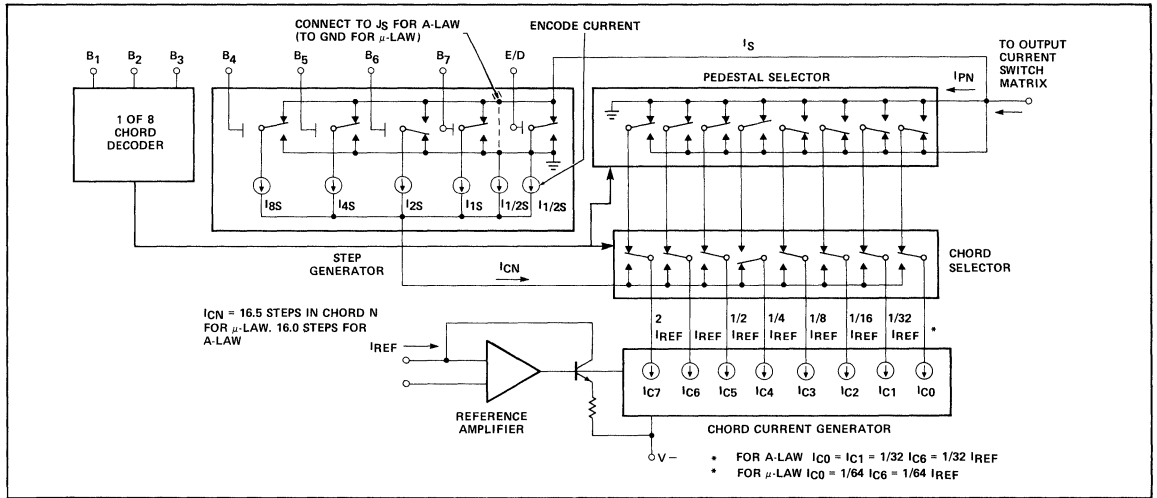 CONNECT TO JS FOR A-LAW
(TO GND FOR μ-LAW)
ENCODE CURRENT
B1
B2
B3
B4
B5
B6
B7
E/D
IS
TO OUTPUT
CURRENT
SWITCH
MATRIX
PEDESTAL SELECTOR
IPN
1 OF 8
CHORD
DECODER
I8S
I4S
I2S
I1S
I1/2S
I1/2S
STEP
GENERATOR
ICN
CHORD
SELECTOR
ICN = 16.5 STEPS IN CHORD N
FOR μ-LAW. 16.0 STEPS FOR
A-LAW
IREF
2
IREF
IREF
1/2
IREF
1/4
IREF
1/8
IREF
1/16
IREF
1/32
IREF
*
IC7
IC6
IC5
IC4
IC3
IC2
IC1
IC0
REFERENCE
AMPLIFIER
CHORD CURRENT GENERATOR
V−
* FOR A-LAW IC0 = IC1 = 1/32 IC6 = 1/32 IREF
* FOR μ-LAW IC0 = 1/64 IC6 = 1/64 IREF